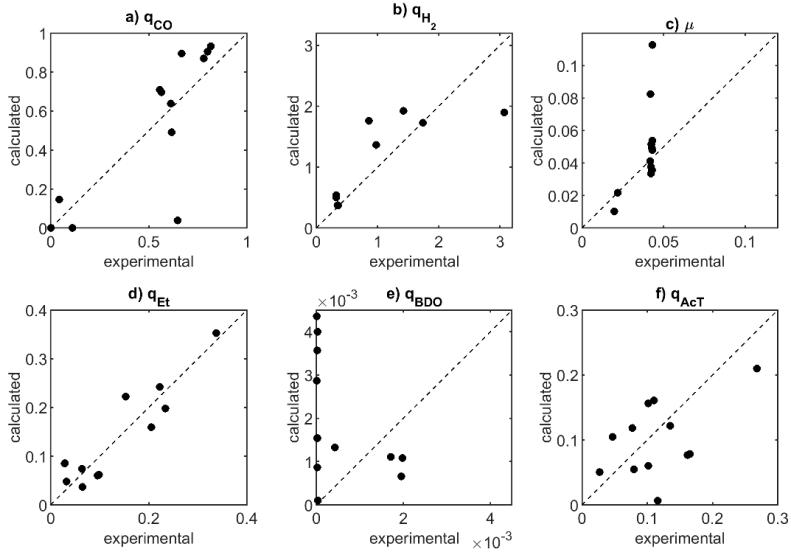 a) q_CO
1
0.8
0.6
0.4
0.2
0
0 0.5 1
calculated
experimental
b) q_H2
3
2
1
0
0 1 2 3
calculated
experimental
c) μ
0.1
0.08
0.06
0.04
0.02
0
0 0.05 0.1
calculated
experimental
d) q_Et
0.4
0.3
0.2
0.1
0
0 0.2 0.4
calculated
experimental
e) q_BDO
×10^-3
4
3
2
1
0
0 2 4
calculated
experimental
×10^-3
f) q_AcT
0.3
0.2
0.1
0
0 0.1 0.2 0.3
calculated
experimental